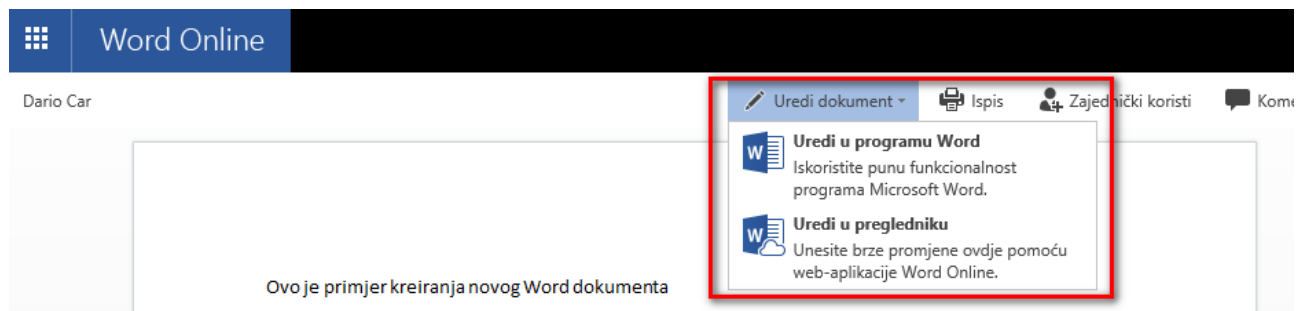 Word Online
Dario Car
Uredi dokument
Ispis
Zajednički koristi
Uredi u programu Word
Iskoristite punu funkcionalnost
programa Microsoft Word.
Uredi u pregledniku
Unesite brze promjene ovdje pomoću
web-aplikacije Word Online.
Ovo je primjer kreiranja novog Word dokumenta